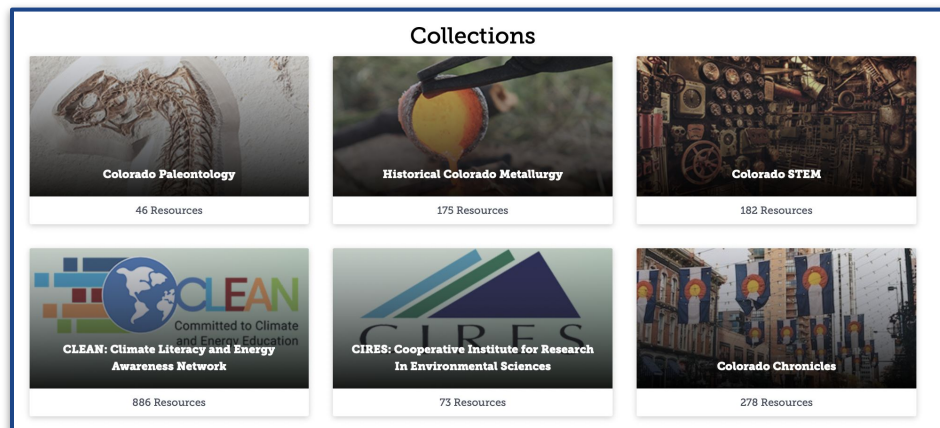 Collections
Colorado Paleontology
46 Resources
Historical Colorado Metallurgy
175 Resources
Colorado STEM
182 Resources
CLEAN
Committed to Climate
and Energy Education
CLEAN: Climate Literacy and Energy
Awareness Network
886 Resources
CIRES
CIRES: Cooperative Institute for Research
In Environmental Sciences
73 Resources
Colorado Chronicles
278 Resources